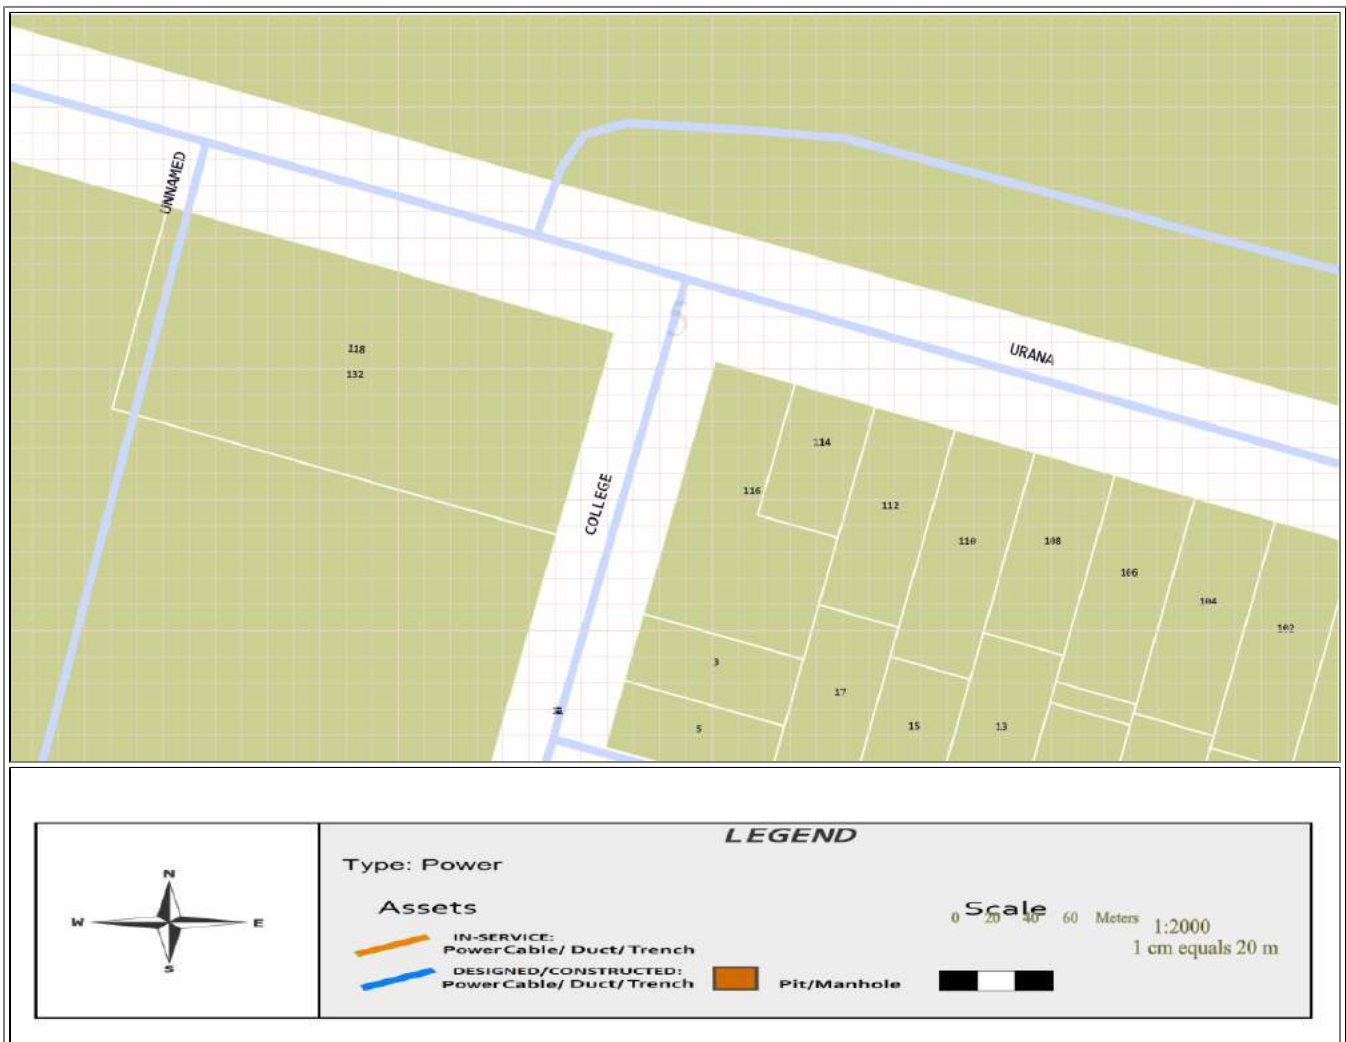 UNNAMED
5
URANA
118
132
114
116
112
110
108
106
104
102
COLLEGE
3
17
5
15
13
LEGEND
Type: Power
Assets
Scale
0 20 40 60 Meters
1:2000
1 cm equals 20 m
IN-SERVICE:
PowerCable/ Duct/ Trench
DESIGNED/CONSTRUCTED:
PowerCable/ Duct/ Trench
Pit/Manhole
N
W E
S